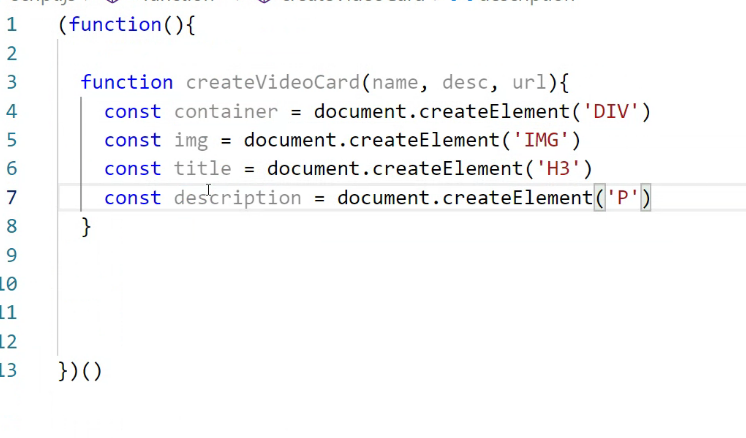 1 (function(){
2
3 function createVideoCard(name, desc, url){
4 const container = document.createElement('DIV')
5 const img = document.createElement('IMG')
6 const title = document.createElement('H3')
7 const description = document.createElement('P')
8 }
9
10
11
12
13 })()